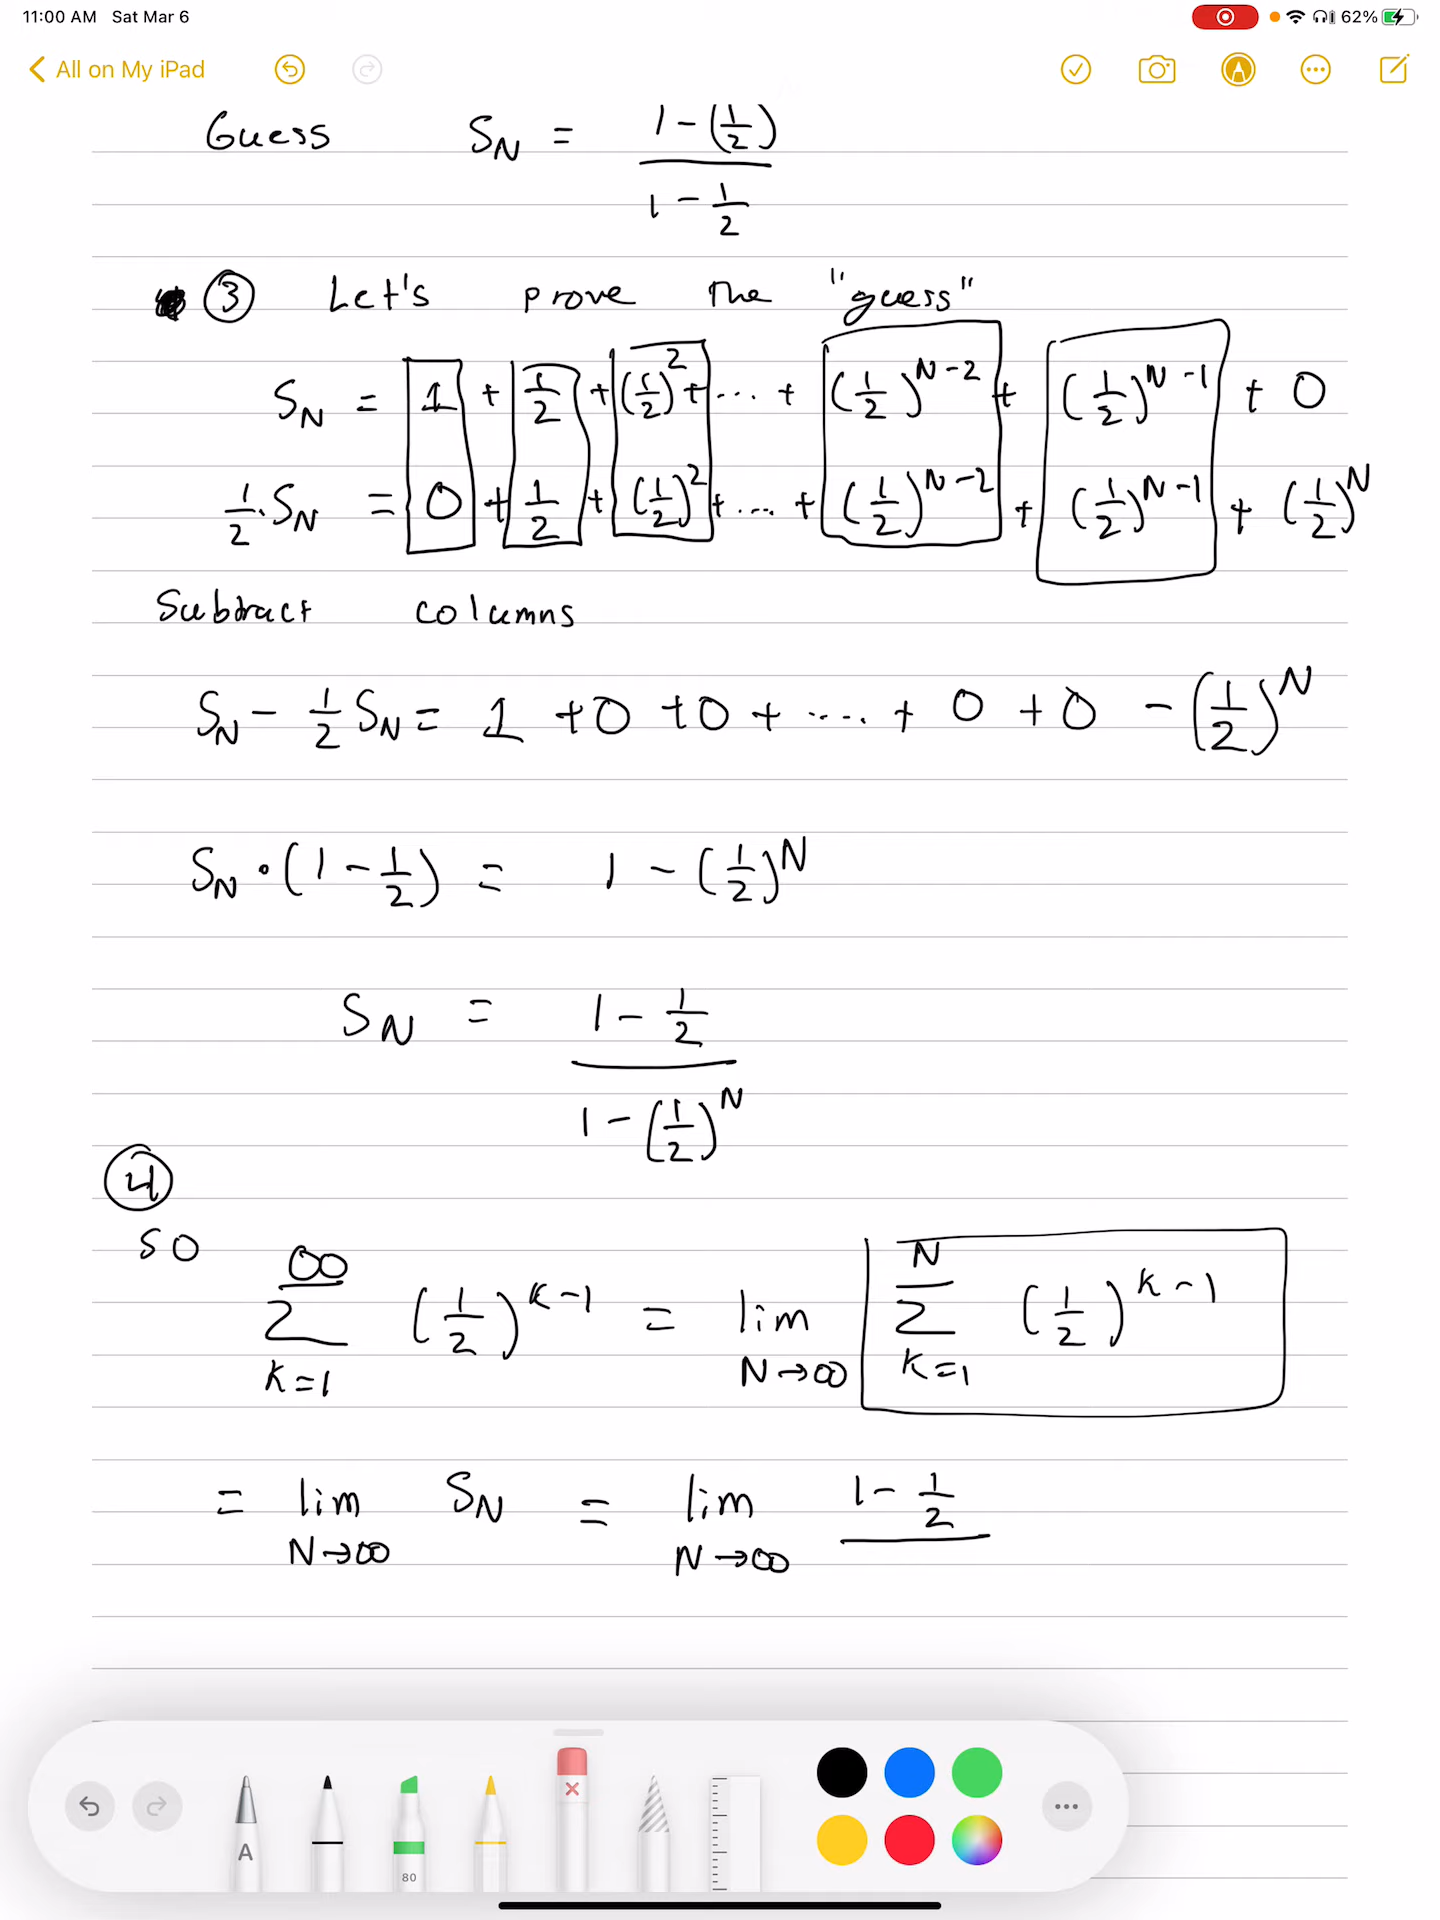 11:00 AM Sat Mar 6 62%
All on My iPad
Guess S_N = (1 - (1/2)) / (1 - 1/2)
③ Let's prove the "guess"
S_N = 1 + 1/2 + (1/2)^2 + ... + (1/2)^(N-2) + (1/2)^(N-1) + 0
1/2 · S_N = 0 + 1/2 + (1/2)^2 + .... + (1/2)^(N-2) + (1/2)^(N-1) + (1/2)^N
Subtract columns
S_N - 1/2 S_N = 1 + 0 + 0 + ..... + 0 + 0 - (1/2)^N
S_N · (1 - 1/2) = 1 - (1/2)^N
S_N = (1 - 1/2) / (1 - (1/2)^N)
④
so
∑_{k=1}^{∞} (1/2)^(k-1) = lim_{N→∞} ∑_{k=1}^{N} (1/2)^(k-1)
= lim_{N→∞} S_N = lim_{N→∞} 1 - 1/2
A
80